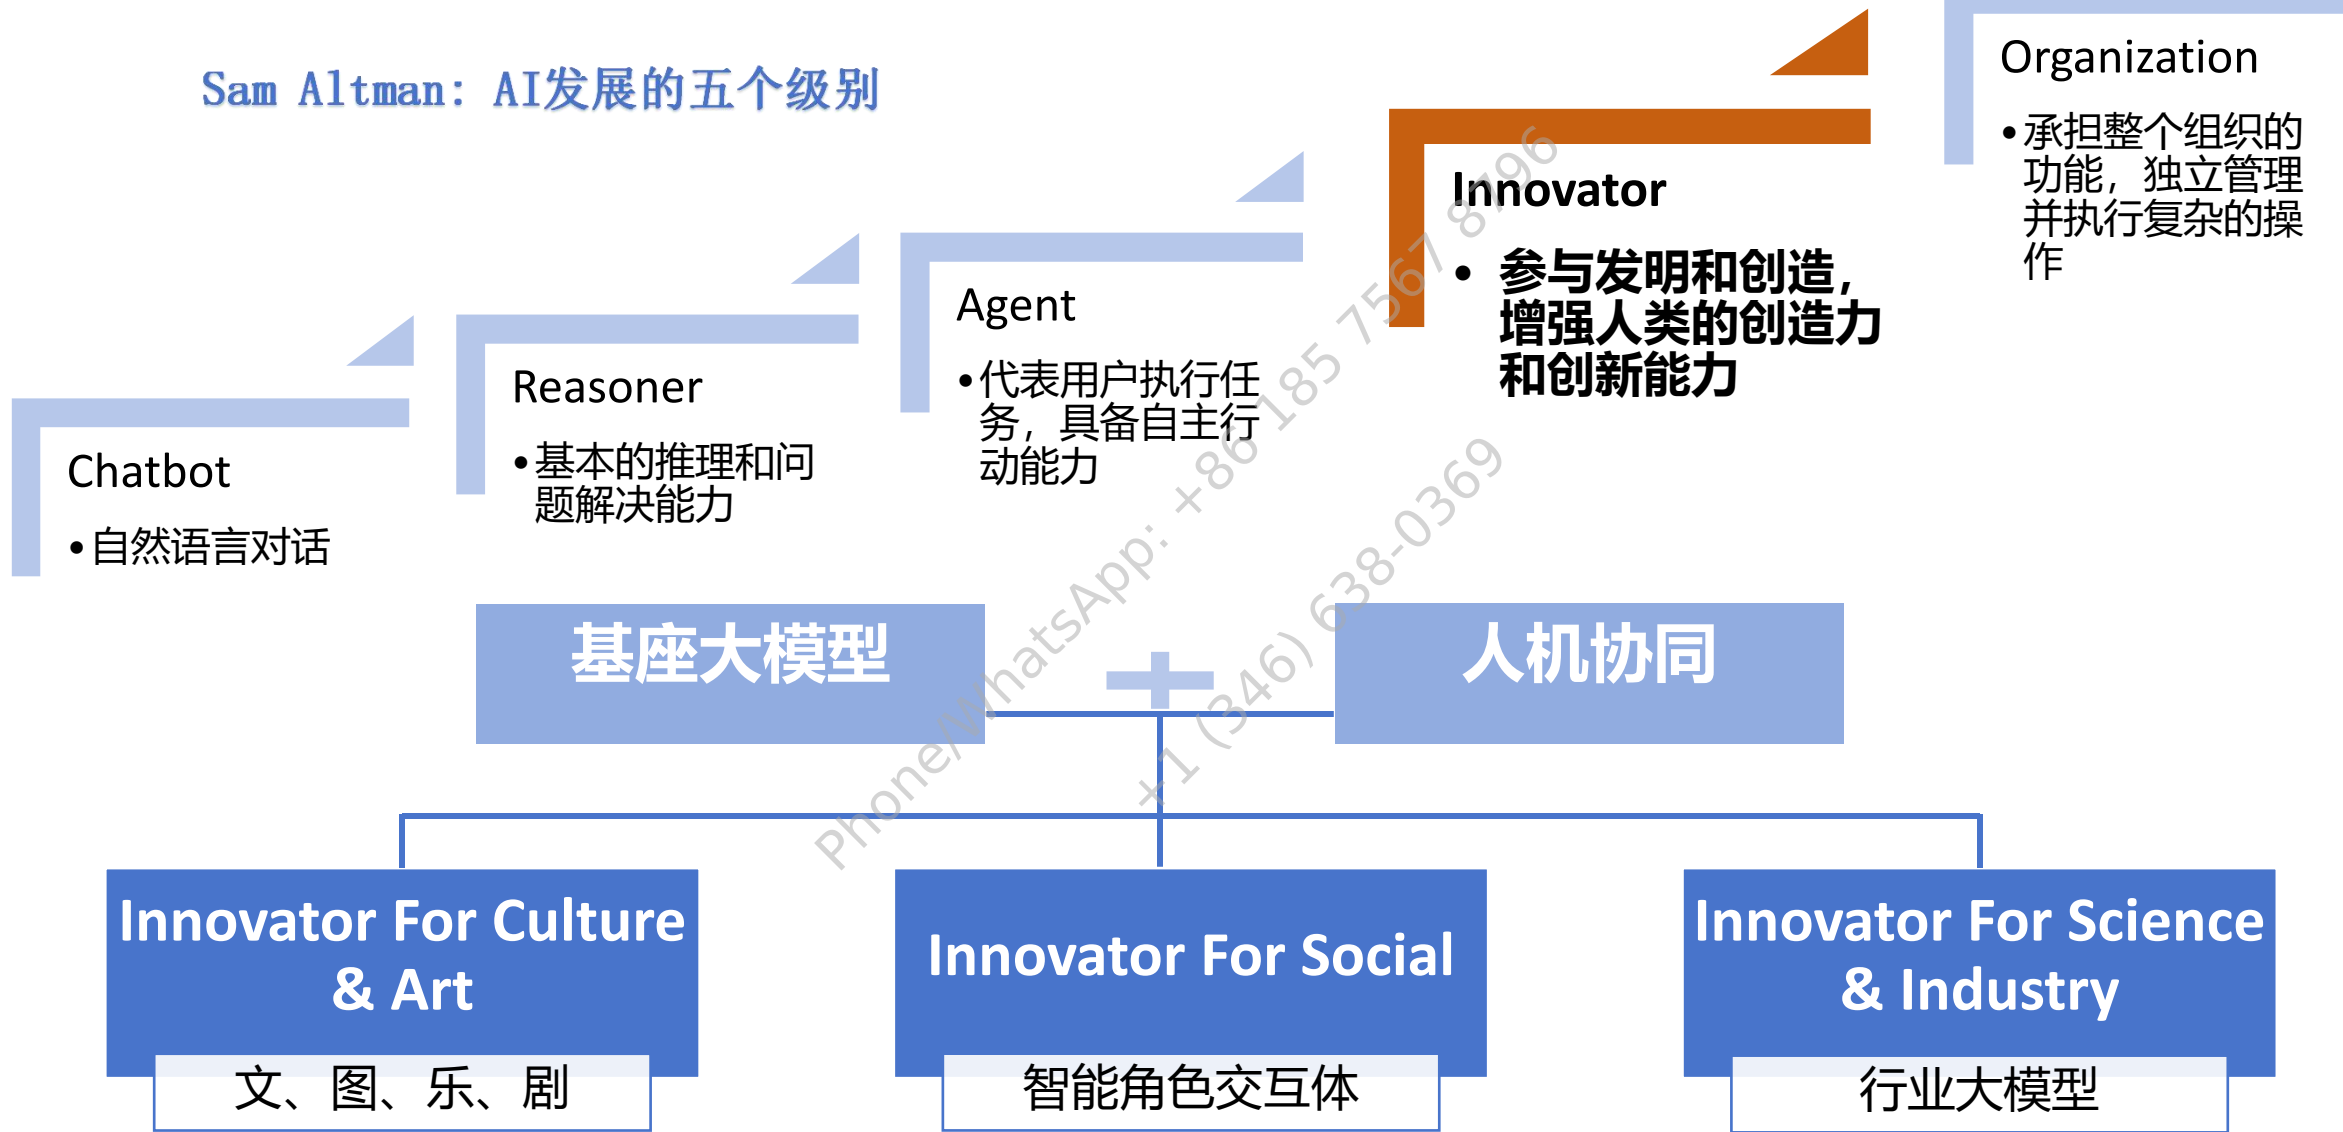 Sam Altman: AI发展的五个级别
Chatbot
•自然语言对话
Reasoner
•基本的推理和问
题解决能力
Agent
•代表用户执行任
务，具备自主行
动能力
Innovator
• 参与发明和创造，
增强人类的创造力
和创新能力
Organization
•承担整个组织的
功能，独立管理
并执行复杂的操
作
基座大模型
人机协同
Innovator For Culture
& Art
文、图、乐、剧
Innovator For Social
智能角色交互体
Innovator For Science
& Industry
行业大模型
Phone/WhatsApp: +86 185 7567 8796
+1 (346) 638-0369